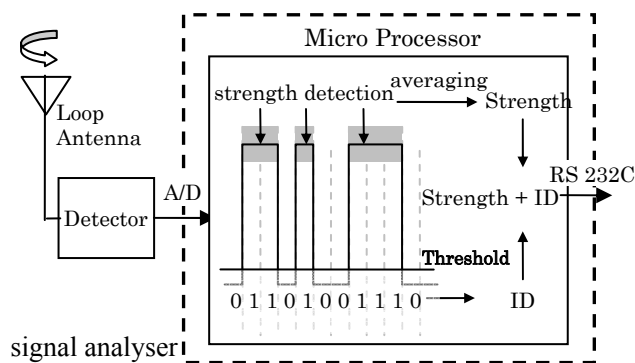 Micro Processor
averaging
strength detection
Strength
Loop
Antenna
RS 232C
A/D
Strength + ID
Detector
Threshold
0 1 1 0 1 0 0 1 1 1 0
ID
signal analyser